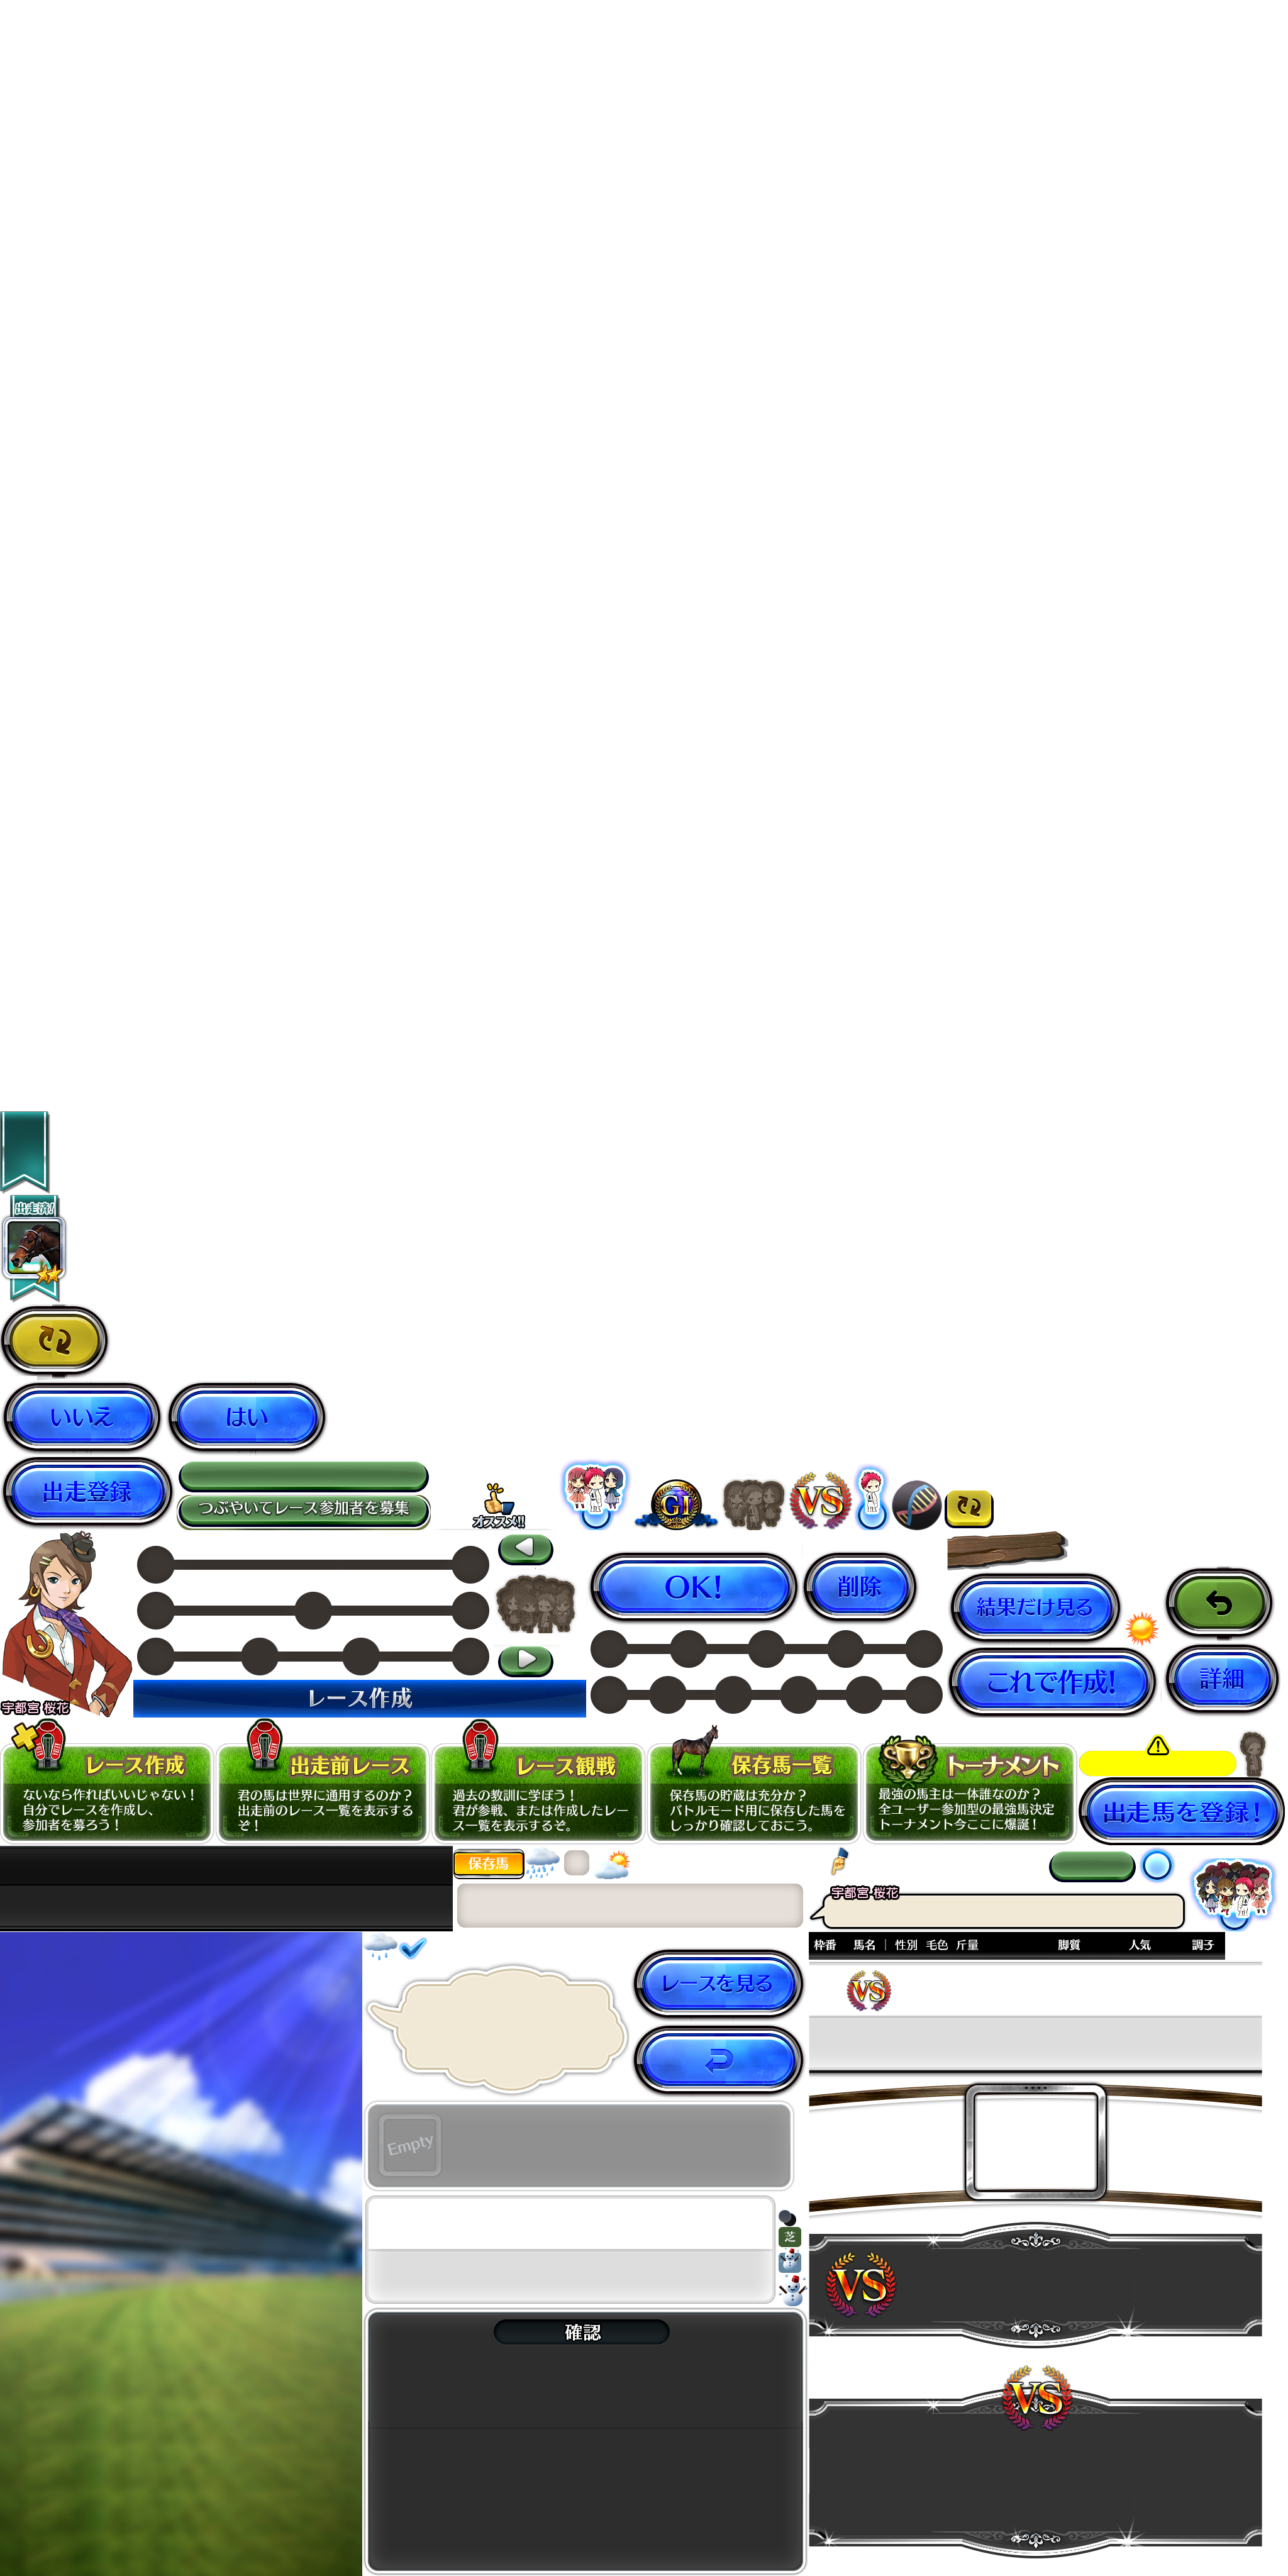 出走済!
いいえ
はい
出走登録
つぶやいてレース参加者を募集
オススメ!!
GI
VS
OK!
削除
結果だけ見る
これで作成!
詳細
レース作成
宇都宮 桜花
レース作成
ないなら作ればいいじゃない!
自分でレースを作成し、
参加者を募ろう!
出走前レース
君の馬は世界に通用するのか?
出走前のレース一覧を表示する
ぞ!
レース観戦
過去の教訓に学ぼう!
君が参戦、または作成したレー
ス一覧を表示するぞ。
保存馬一覧
保存馬の貯蔵は充分か?
バトルモード用に保存した馬を
しっかり確認しておこう。
トーナメント
最強の馬主は一体誰なのか?
全ユーザー参加型の最強馬決定
トーナメント今ここに爆誕!
出走馬を登録!
保存馬
宇都宮 桜花
枠番 馬名 | 性別 毛色 斤量 脚質 人気 調子
レースを見る
VS
Empty
芝
VS
確認
VS